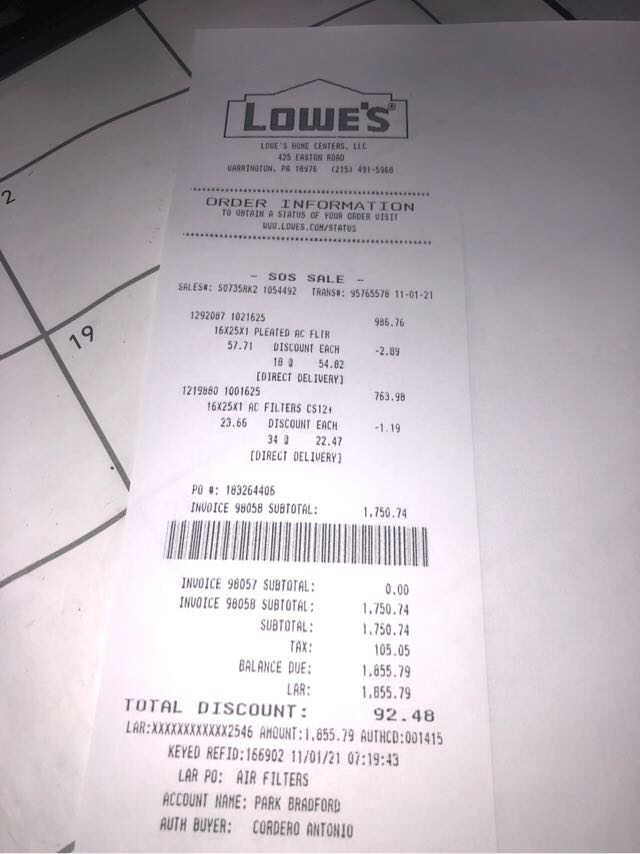 LOWE'S®
LOWE'S HOME CENTERS, LLC
425 EASTON ROAD
WARRINGTON, PA 18976 (215) 491-5968
ORDER INFORMATION
TO OBTAIN A STATUS OF YOUR ORDER VISIT
WWW.LOWES.COM/STATUS
- SOS SALE -
SALES#: S0735RK2 1054492 TRANS#: 95765578 11-01-21
1292087 1021625 986.76
16X25X1 PLEATED AC FLTR
57.71 DISCOUNT EACH -2.89
18 @ 54.82
[DIRECT DELIVERY]
1219880 1001625 763.98
16X25X1 AC FILTERS CS12+
23.66 DISCOUNT EACH -1.19
34 @ 22.47
[DIRECT DELIVERY]
PO #: 183264406
INVOICE 98058 SUBTOTAL: 1,750.74
INVOICE 98057 SUBTOTAL: 0.00
INVOICE 98058 SUBTOTAL: 1,750.74
SUBTOTAL: 1,750.74
TAX: 105.05
BALANCE DUE: 1,855.79
LAR: 1,855.79
TOTAL DISCOUNT: 92.48
LAR:XXXXXXXXXXXX2546 AMOUNT:1,855.79 AUTHCD:001415
KEYED REFID:166902 11/01/21 07:19:43
LAR PO: AIR FILTERS
ACCOUNT NAME: PARK BRADFORD
AUTH BUYER: CORDERO ANTONIO
2
19